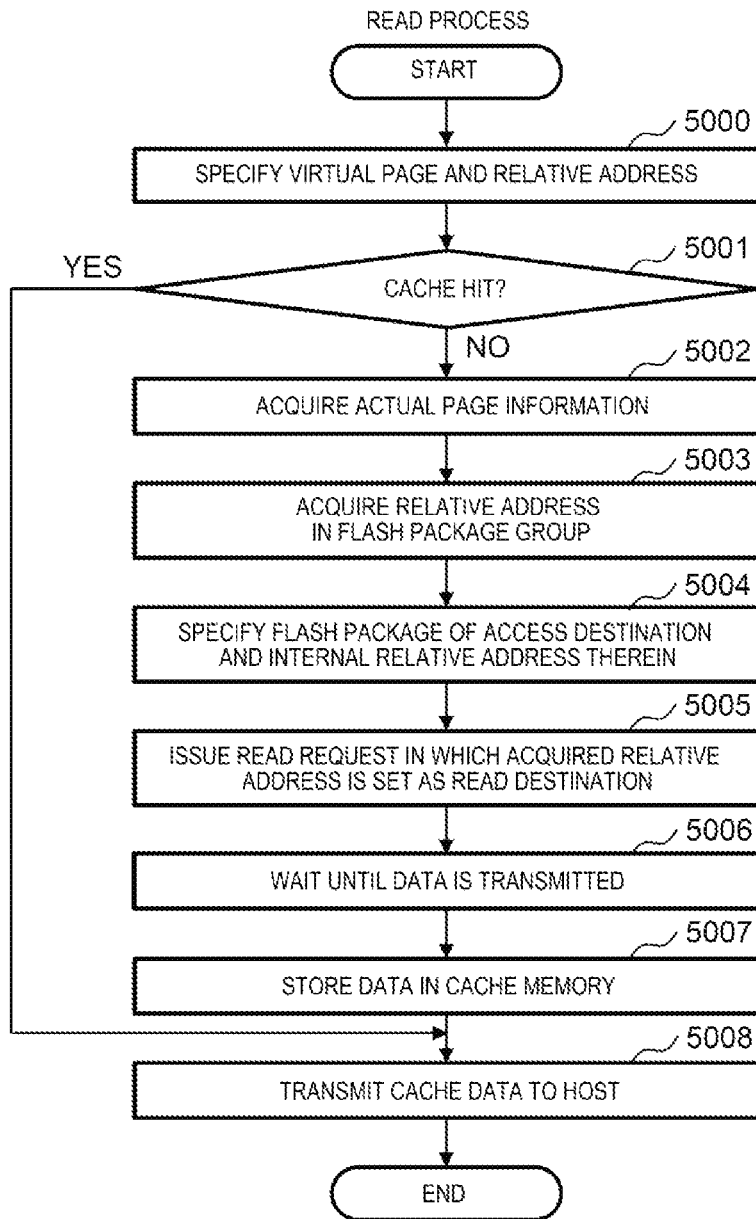 READ PROCESS
START
5000
SPECIFY VIRTUAL PAGE AND RELATIVE ADDRESS
5001
YES
CACHE HIT?
NO
5002
ACQUIRE ACTUAL PAGE INFORMATION
5003
ACQUIRE RELATIVE ADDRESS
IN FLASH PACKAGE GROUP
5004
SPECIFY FLASH PACKAGE OF ACCESS DESTINATION
AND INTERNAL RELATIVE ADDRESS THEREIN
5005
ISSUE READ REQUEST IN WHICH ACQUIRED RELATIVE
ADDRESS IS SET AS READ DESTINATION
5006
WAIT UNTIL DATA IS TRANSMITTED
5007
STORE DATA IN CACHE MEMORY
5008
TRANSMIT CACHE DATA TO HOST
END